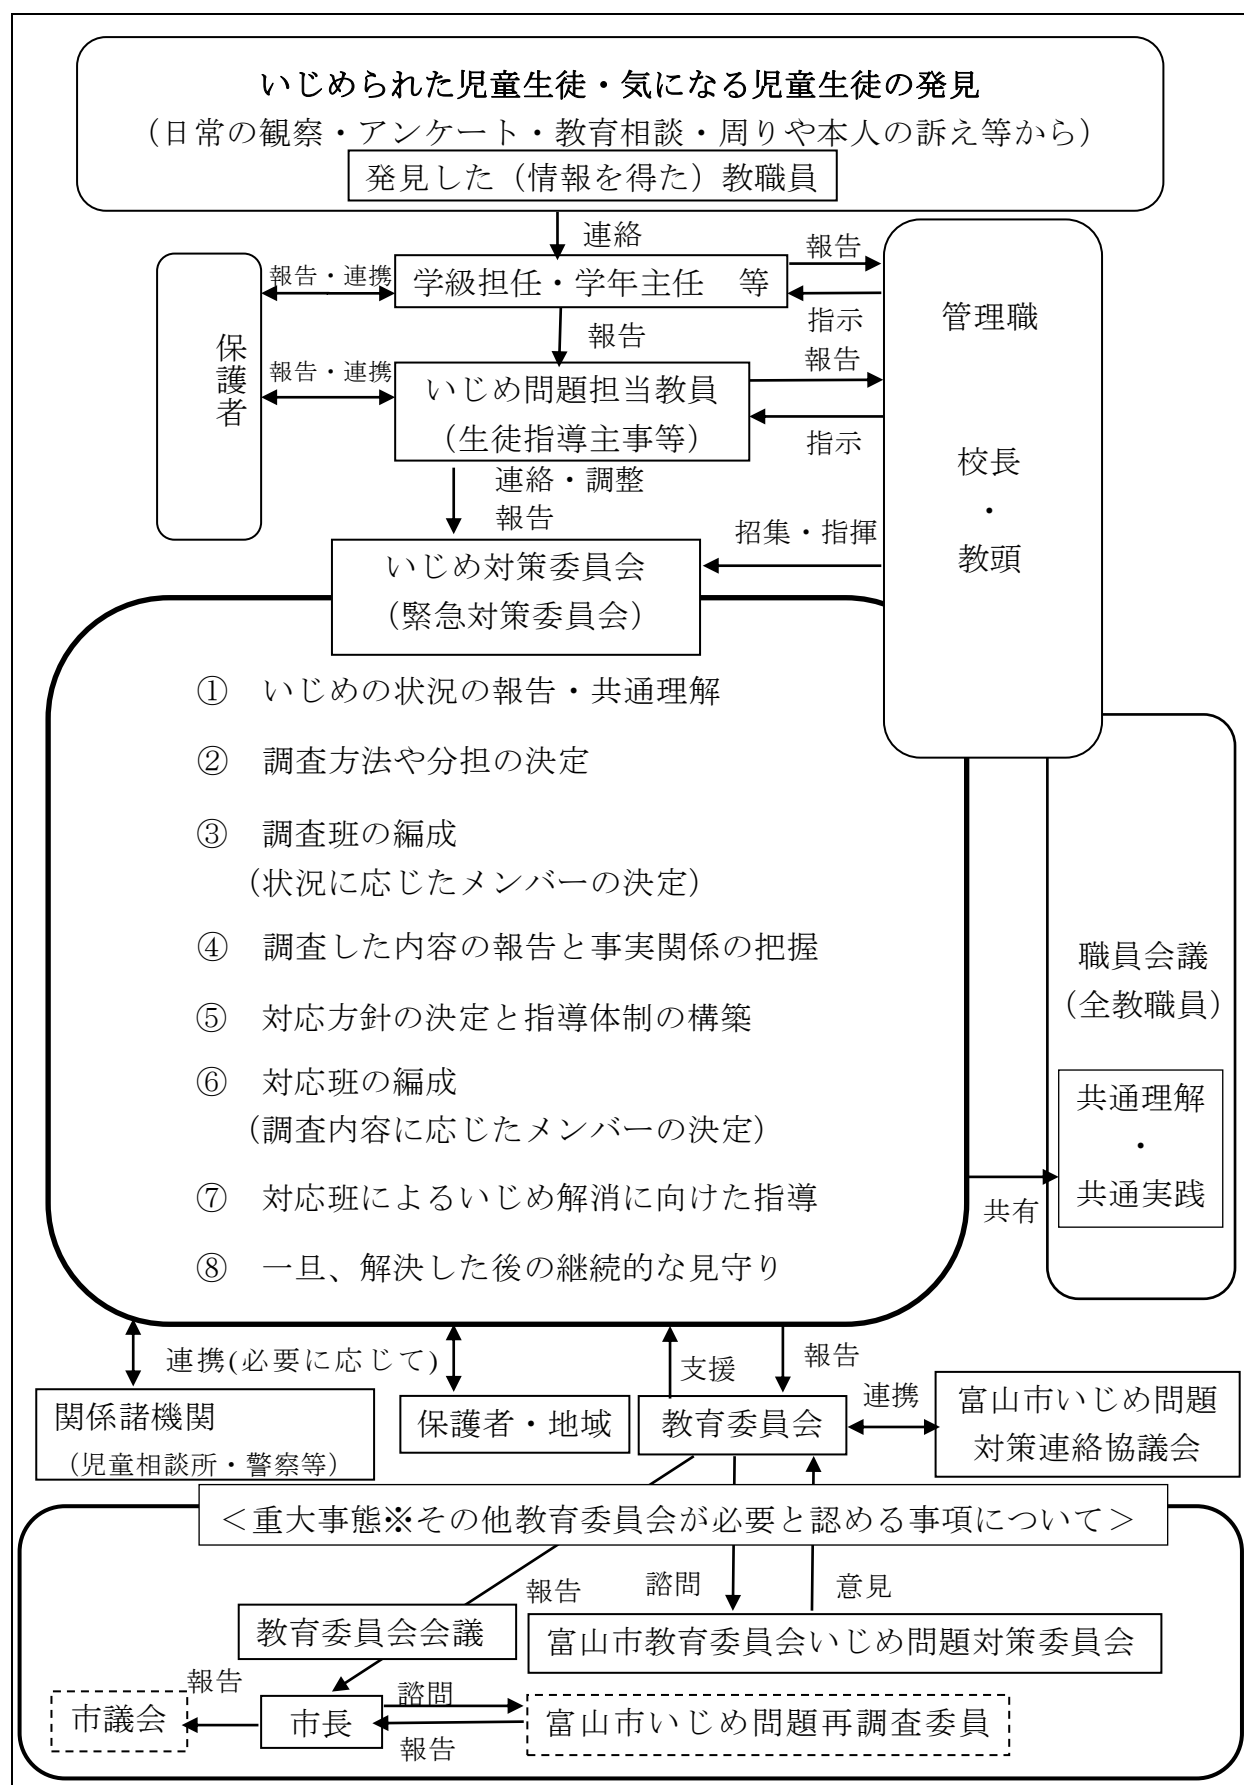 いじめられた児童生徒・気になる児童生徒の発見
（日常の観察・アンケート・教育相談・周りや本人の訴え等から）
発見した（情報を得た）教職員
連絡
報告
報告・連携
学級担任・学年主任　等
指示
管理職
報告
保護者
報告
報告・連携
いじめ問題担当教員
（生徒指導主事等）
指示
校長
・
教頭
連絡・調整
報告
招集・指揮
いじめ対策委員会
（緊急対策委員会）
①　いじめの状況の報告・共通理解
②　調査方法や分担の決定
③　調査班の編成
（状況に応じたメンバーの決定）
④　調査した内容の報告と事実関係の把握
⑤　対応方針の決定と指導体制の構築
⑥　対応班の編成
（調査内容に応じたメンバーの決定）
⑦　対応班によるいじめ解消に向けた指導
⑧　一旦、解決した後の継続的な見守り
職員会議
（全教職員）
共通理解
・
共通実践
共有
連携(必要に応じて)
支援
報告
連携
関係諸機関
（児童相談所・警察等）
保護者・地域
教育委員会
富山市いじめ問題
対策連絡協議会
＜重大事態※その他教育委員会が必要と認める事項について＞
報告
諮問
意見
教育委員会会議
富山市教育委員会いじめ問題対策委員会
報告
諮問
市議会
市長
富山市いじめ問題再調査委員
報告